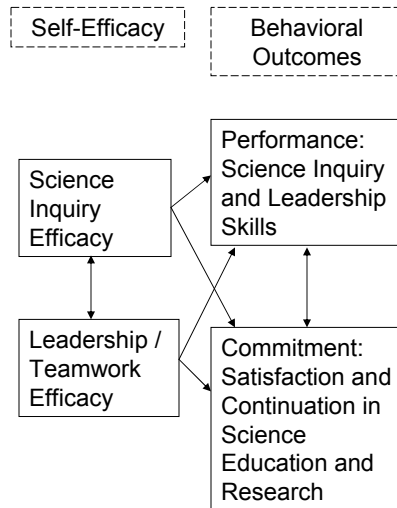 Self-Efficacy
Behavioral
Outcomes
Science
Inquiry
Efficacy
Performance:
Science Inquiry
and Leadership
Skills
Leadership /
Teamwork
Efficacy
Commitment:
Satisfaction and
Continuation in
Science
Education and
Research